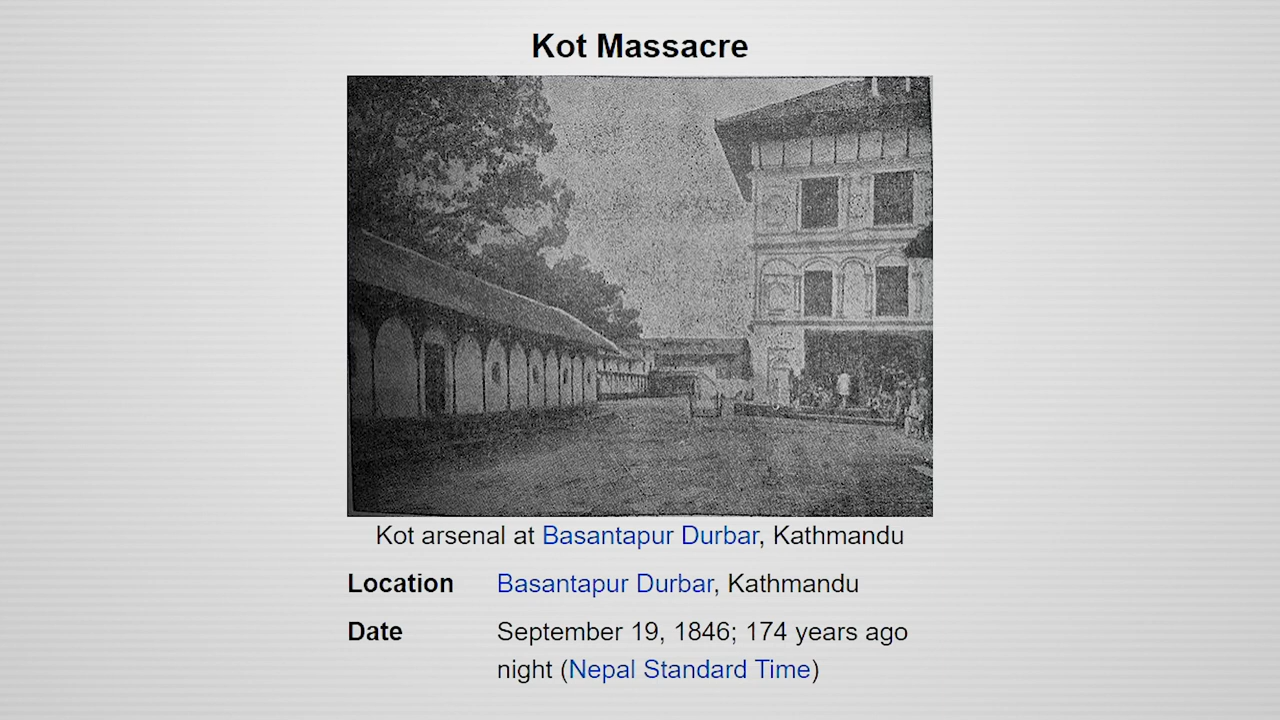 Kot Massacre
Kot arsenal at Basantapur Durbar, Kathmandu
Location Basantapur Durbar, Kathmandu
Date September 19, 1846; 174 years ago
night (Nepal Standard Time)